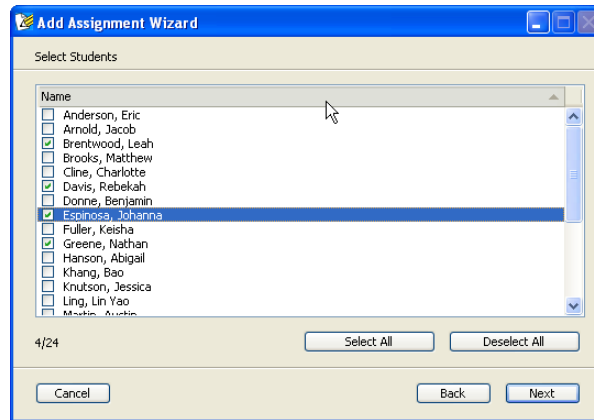 Add Assignment Wizard
Select Students
Name
Anderson, Eric
Arnold, Jacob
Brentwood, Leah
Brooks, Matthew
Cline, Charlotte
Davis, Rebekah
Donne, Benjamin
Espinosa, Johanna
Fuller, Keisha
Greene, Nathan
Hanson, Abigail
Khang, Bao
Knutson, Jessica
Ling, Lin Yao
Martin, Austin
4/24 Select All Deselect All
Cancel Back Next